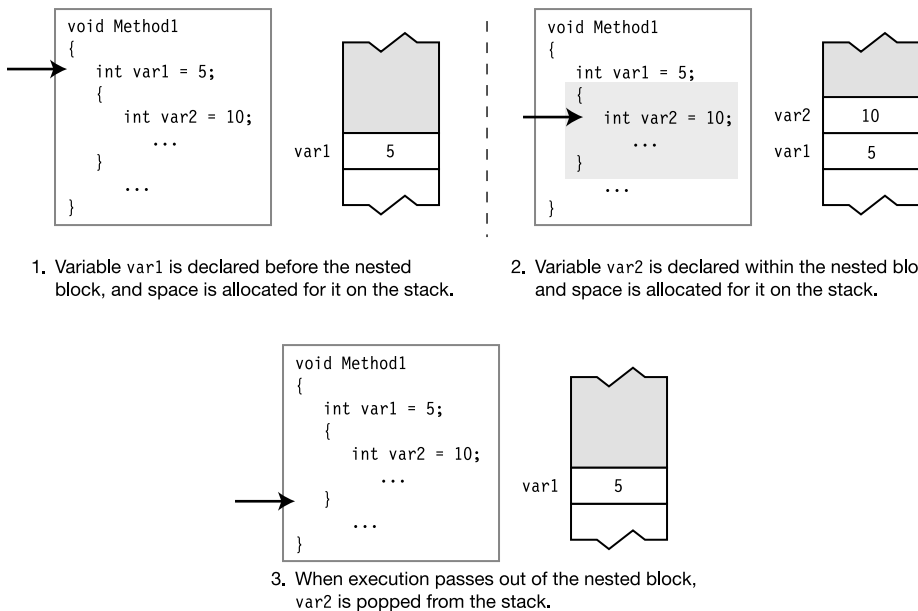 void Method1
{
int var1 = 5;
{
int var2 = 10;
...
}
...
}
var1
5
void Method1
{
int var1 = 5;
{
int var2 = 10;
...
}
...
}
var2
10
var1
5
1. Variable var1 is declared before the nested
block, and space is allocated for it on the stack.
2. Variable var2 is declared within the nested
and space is allocated for it on the stack.
void Method1
{
int var1 = 5;
{
int var2 = 10;
...
}
...
}
var1
5
3. When execution passes out of the nested block,
var2 is popped from the stack.